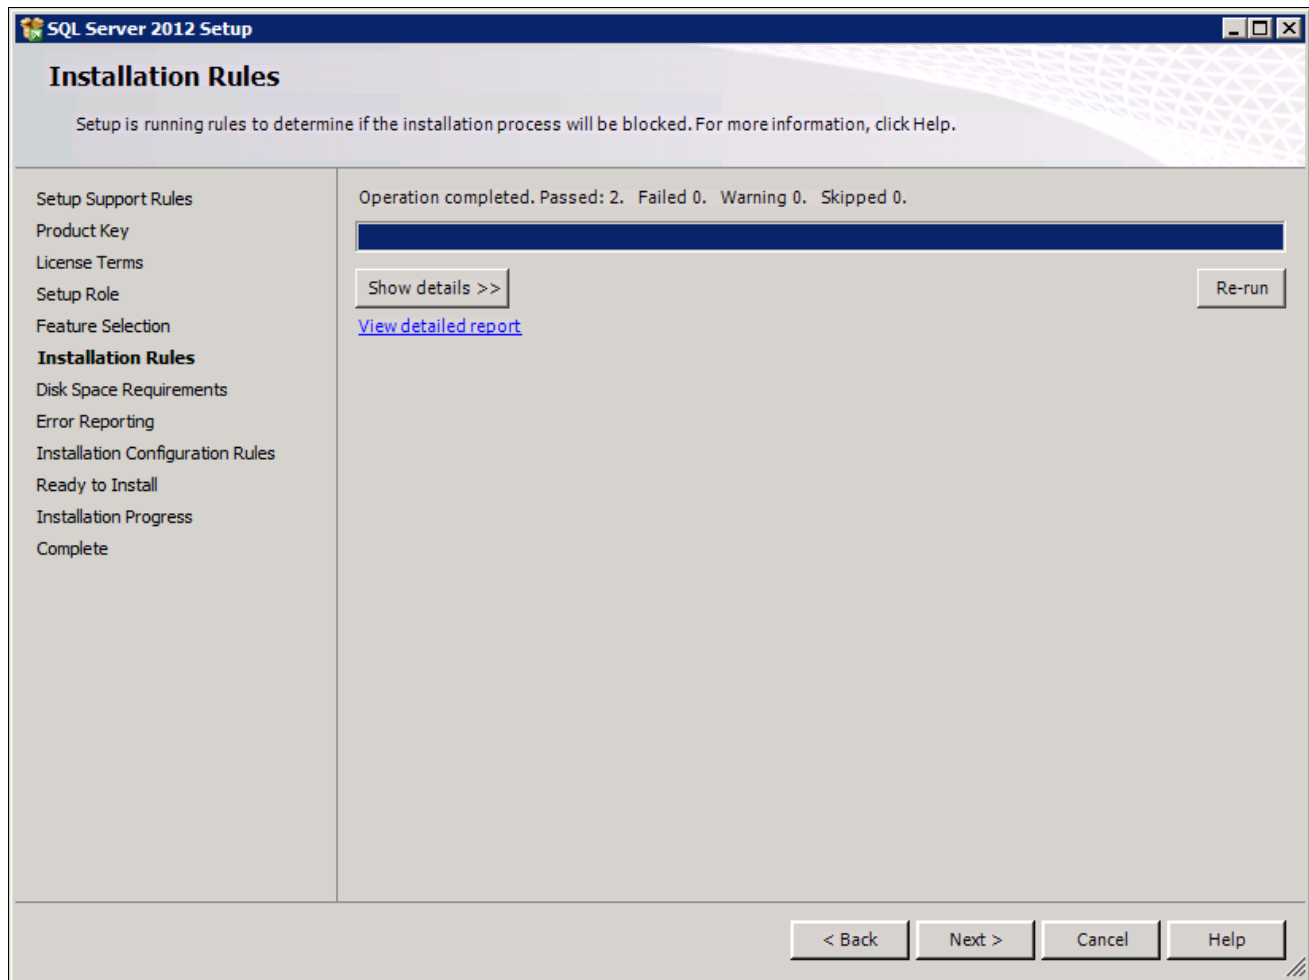 SQL Server 2012 Setup
Installation Rules
Setup is running rules to determine if the installation process will be blocked. For more information, click Help.
Setup Support Rules
Product Key
License Terms
Setup Role
Feature Selection
Installation Rules
Disk Space Requirements
Error Reporting
Installation Configuration Rules
Ready to Install
Installation Progress
Complete
Operation completed. Passed: 2.   Failed 0.   Warning 0.   Skipped 0.
Show details >>
Re-run
View detailed report
< Back
Next >
Cancel
Help